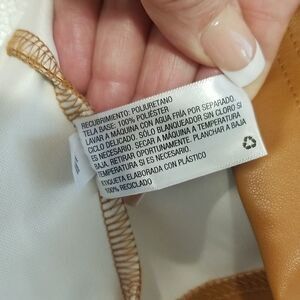 RECUBRIMIENTO: POLIURETANO
TELA BASE: 100% POLIÉSTER
LAVAR A MÁQUINA CON AGUA FRÍA POR SEPARADO.
CICLO DELICADO. SÓLO BLANQUEADOR SIN CLORO SI
ES NECESARIO. SECAR A MÁQUINA A TEMPERATURA
BAJA. RETIRAR OPORTUNAMENTE. PLANCHAR A BAJA
TEMPERATURA SI ES NECESARIO.
ETIQUETA ELABORADA CON PLÁSTICO
100% RECICLADO